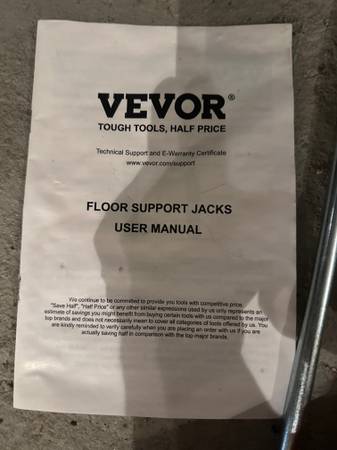 VEVOR®
TOUGH TOOLS, HALF PRICE
Technical Support and E-Warranty Certificate
www.vevor.com/support
FLOOR SUPPORT JACKS
USER MANUAL
We continue to be committed to provide you tools with competitive price.
"Save Half", "Half Price" or any other similar expressions used by us only represents an
estimate of savings you might benefit from buying certain tools with us compared to the major
top brands and does not necessarily mean to cover all categories of tools offered by us. You
are kindly reminded to verify carefully when you are placing an order with us if you are
actually saving half in comparison with the top major brands.